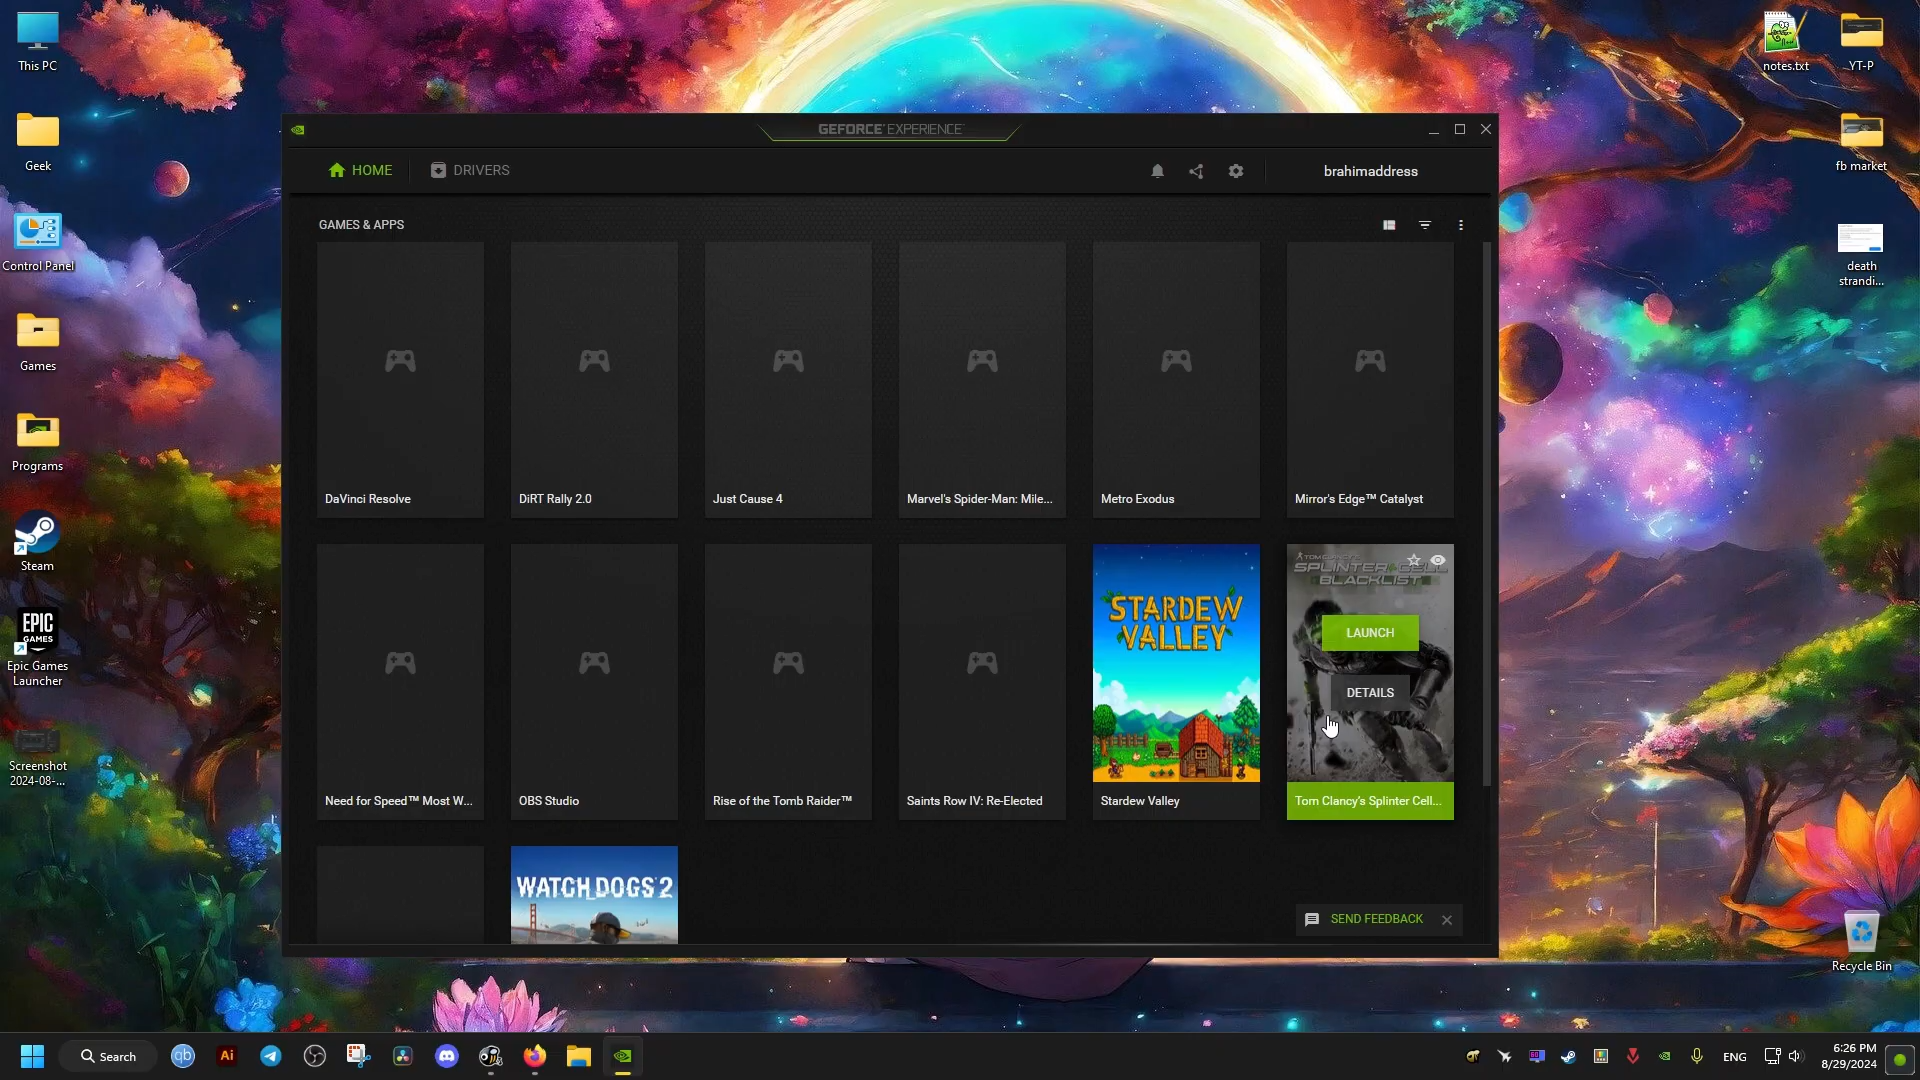 This PC
Geek
Control Panel
Games
Programs
Steam
EPIC
GAMES
Epic Games
Launcher
Screenshot
2024-08-...
notes.txt
YT-P
fb market
death
strandi...
Recycle Bin
GEFORCE EXPERIENCE
HOME
DRIVERS
brahimaddress
GAMES & APPS
DaVinci Resolve
DiRT Rally 2.0
Just Cause 4
Marvel's Spider-Man: Mile...
Metro Exodus
Mirror's Edge™ Catalyst
STARDEW
VALLEY
TOM CLANCY'S
SPLINTER CELL
BLACKLIST
LAUNCH
DETAILS
Need for Speed™ Most W...
OBS Studio
Rise of the Tomb Raider™
Saints Row IV: Re-Elected
Stardew Valley
Tom Clancy's Splinter Cell...
WATCH DOGS 2
SEND FEEDBACK
Search
qb
Ai
ENG
6:26 PM
8/29/2024